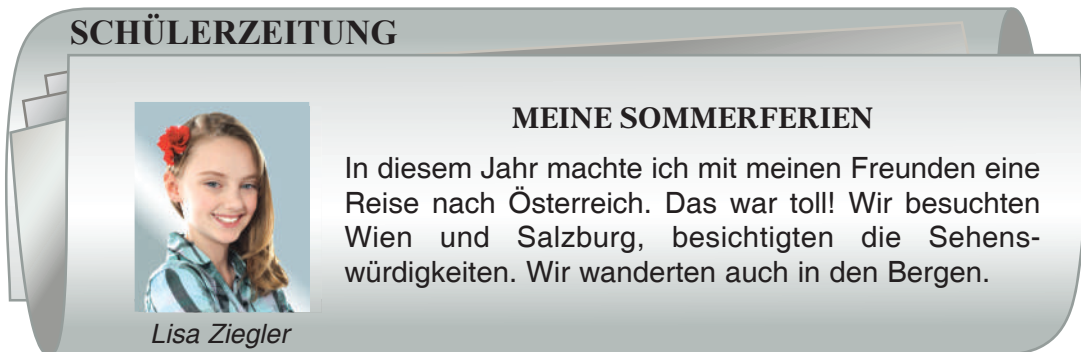 SCHÜLERZEITUNG
MEINE SOMMERFERIEN
In diesem Jahr machte ich mit meinen Freunden eine
Reise nach Österreich. Das war toll! Wir besuchten
Wien und Salzburg, besichtigten die Sehens-
würdigkeiten. Wir wanderten auch in den Bergen.
Lisa Ziegler